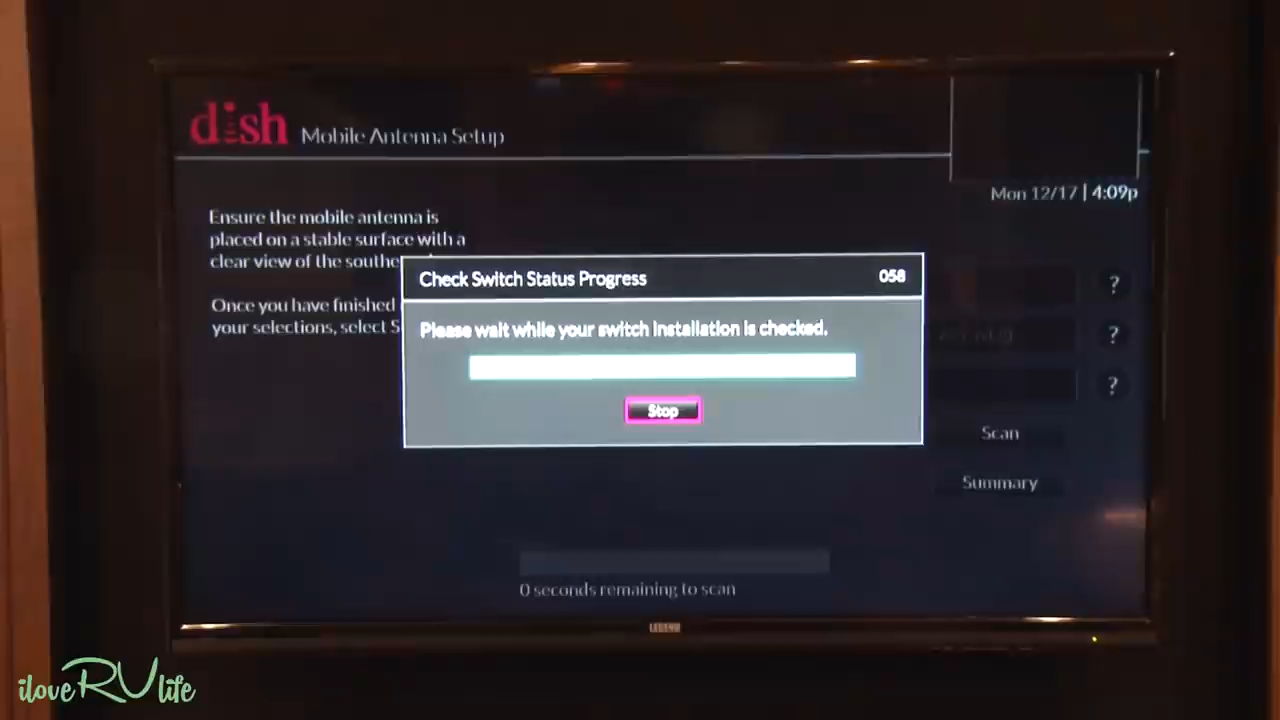 dish Mobile Antenna Setup
Mon 12/17 | 4:09p
Ensure the mobile antenna is
placed on a stable surface with a
clear view of the southe
Once you have finished
your selections, select S
Check Switch Status Progress 058
Please wait while your switch installation is checked.
Stop
?
?
?
Scan
Summary
0 seconds remaining to scan
iloveRVlife